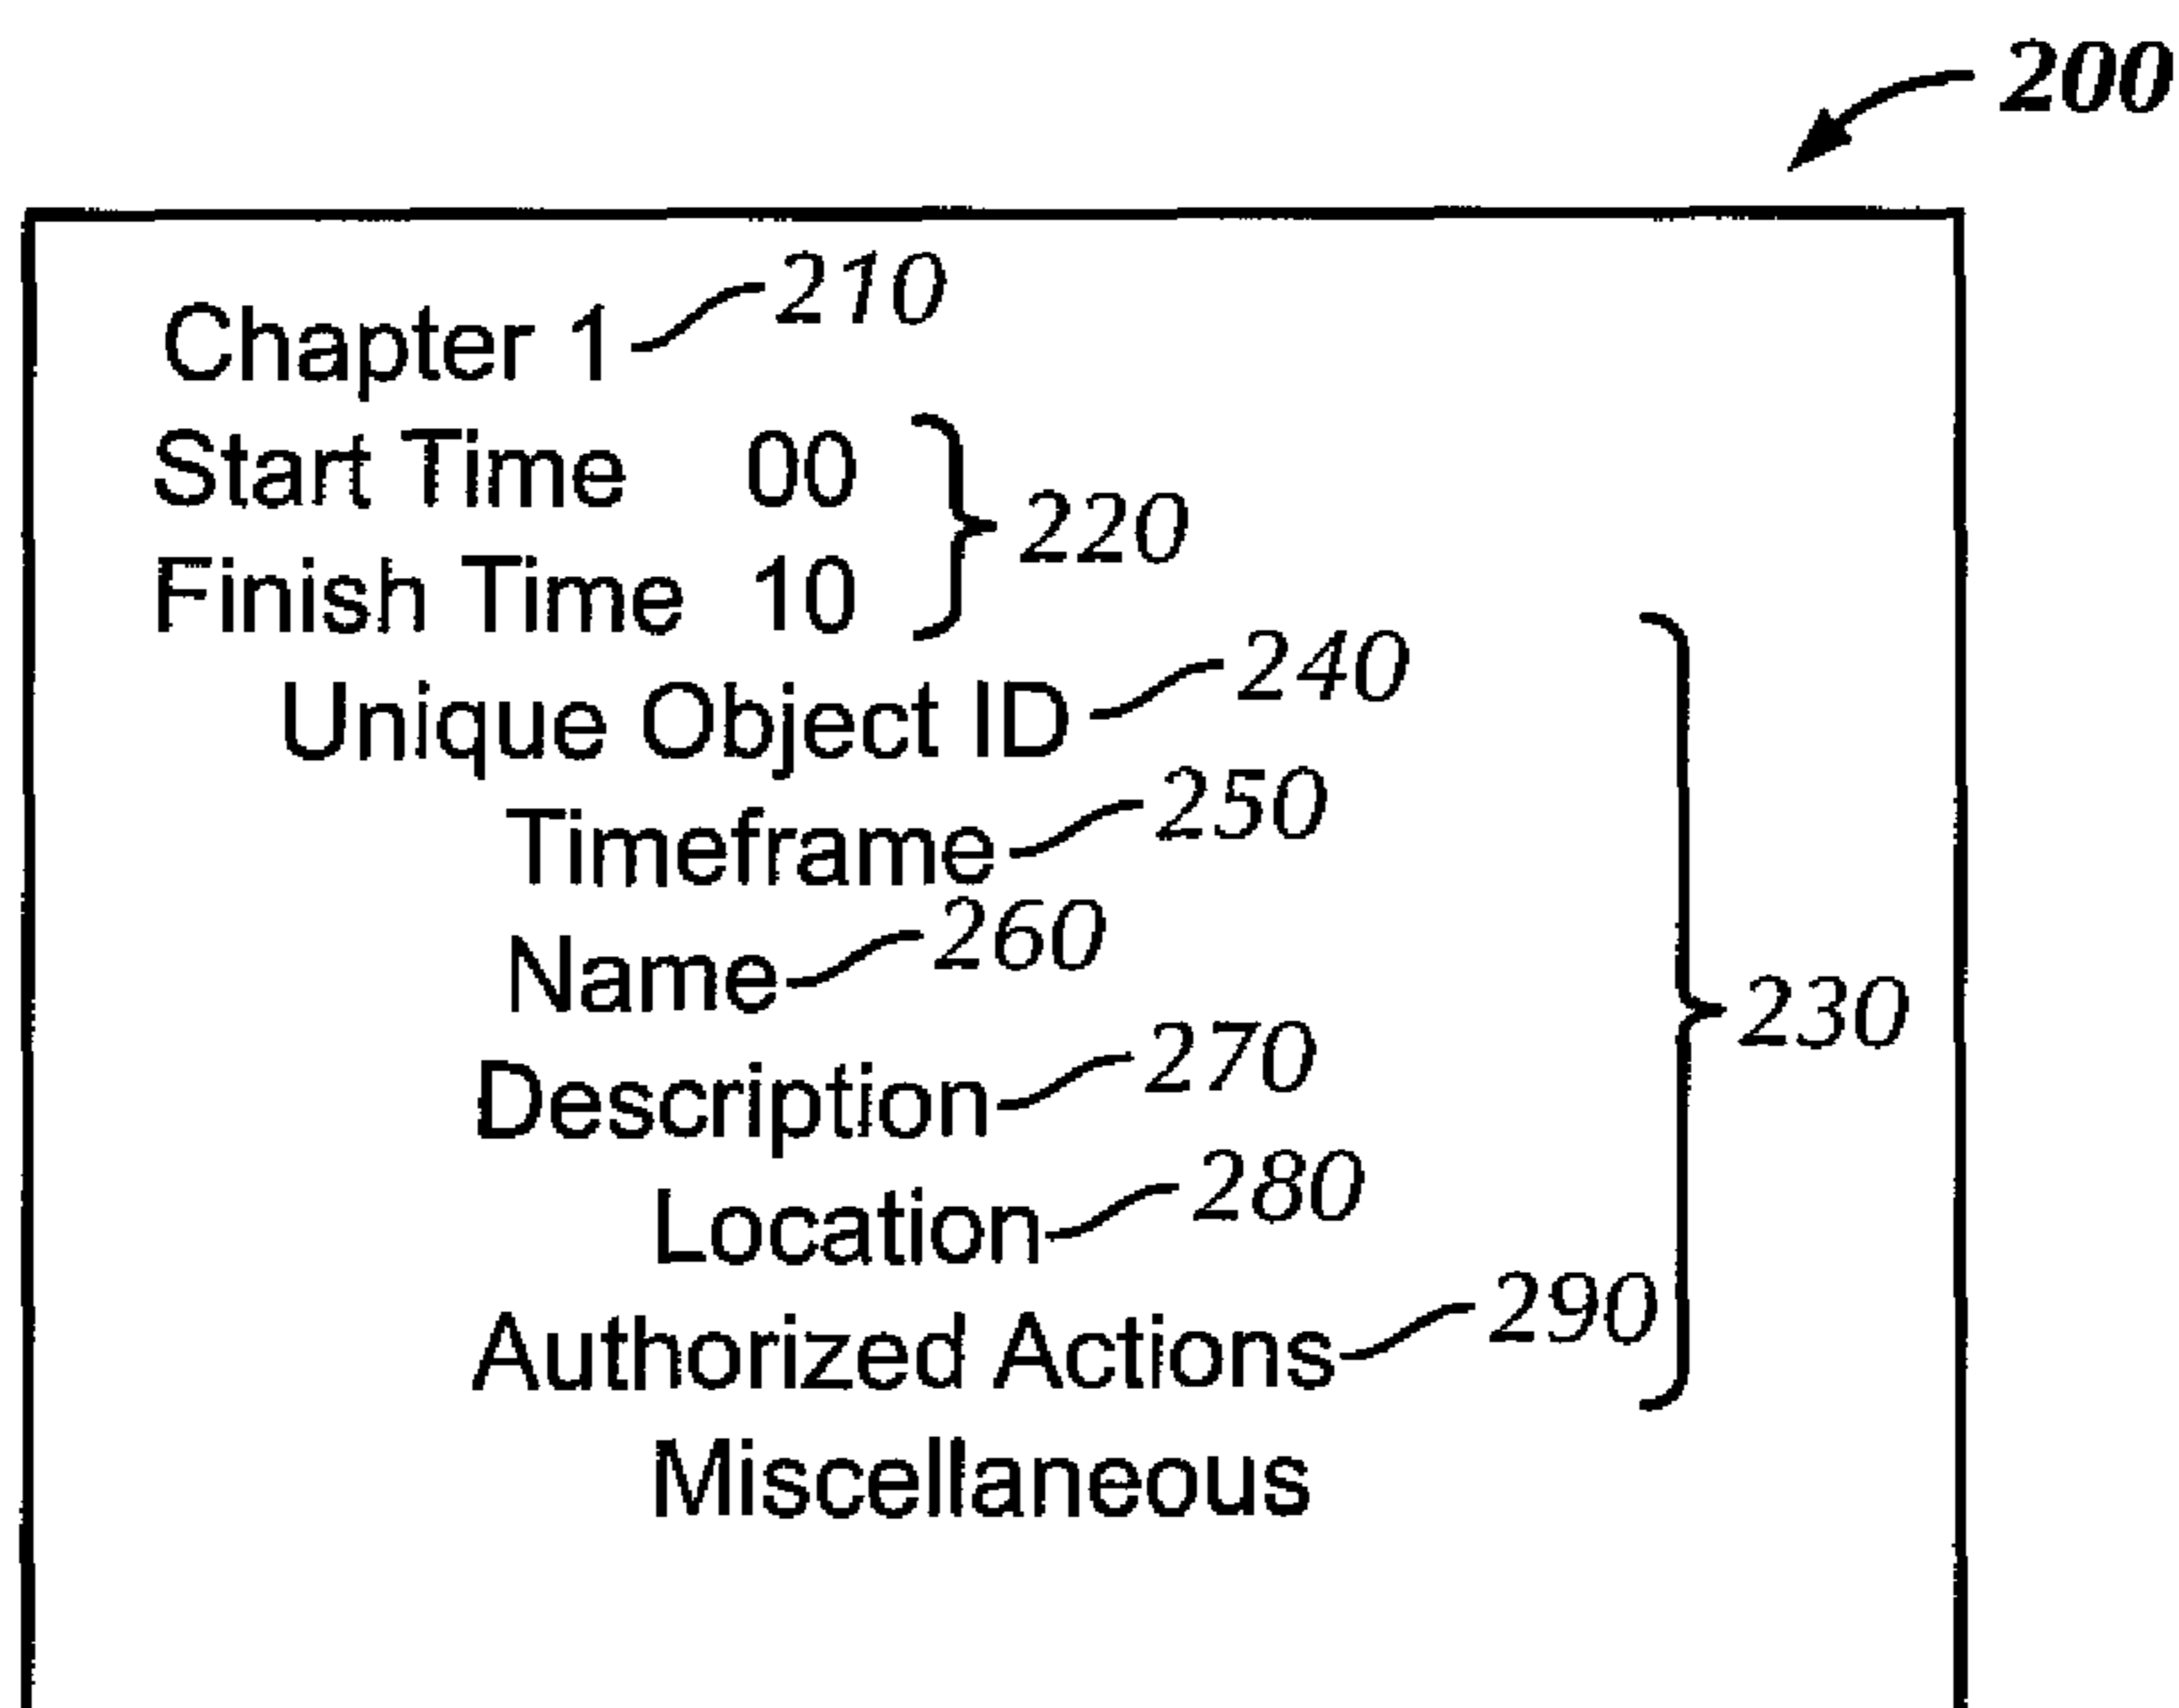 200
Chapter 1 210
Start Time 00
220
Finish Time 10
Unique Object ID 240
Timeframe 250
Name 260
230
Description 270
Location 280
Authorized Actions 290
Miscellaneous